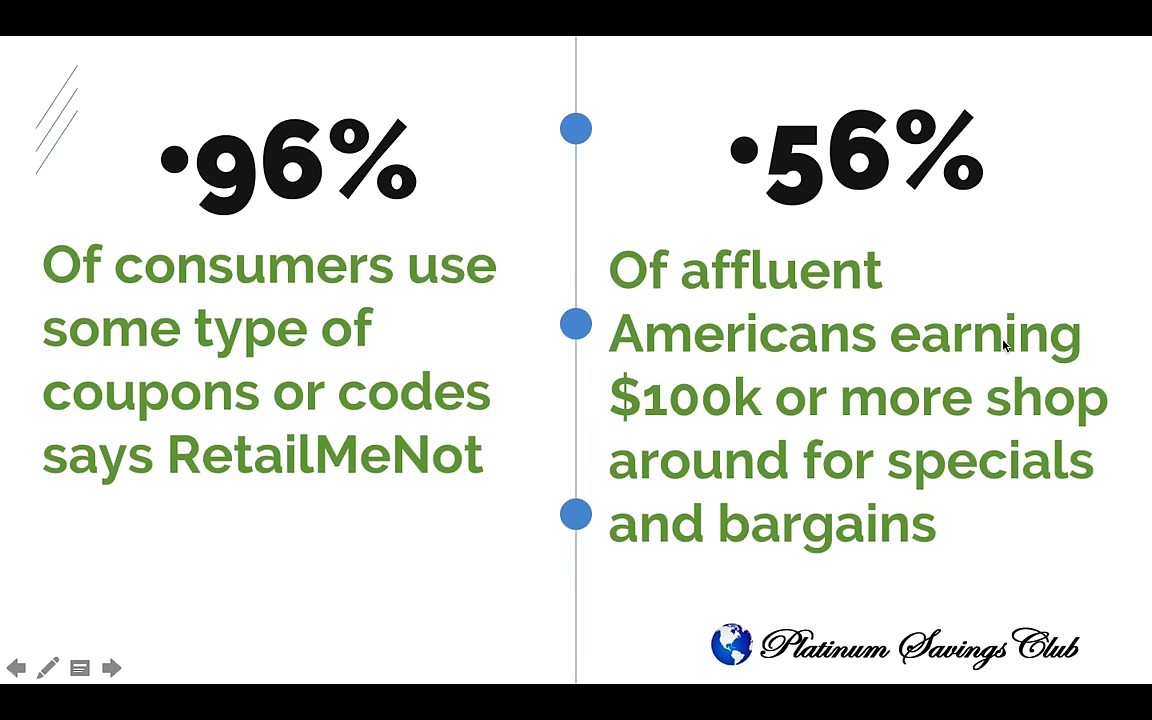 •96%
Of consumers use
some type of
coupons or codes
says RetailMeNot
•56%
Of affluent
Americans earning
$100k or more shop
around for specials
and bargains
Platinum Savings Club